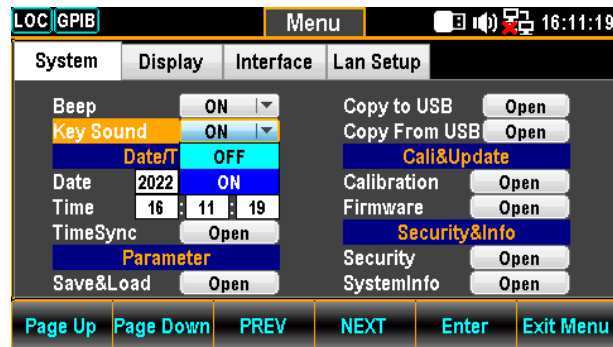 LOC GPIB Menu 16:11:19
System Display Interface Lan Setup
Beep ON Copy to USB Open
Key Sound ON Copy From USB Open
Date/T OFF Cali&Update
Date 2022 ON Calibration Open
Time 16 : 11 : 19 Firmware Open
TimeSync Open Security&Info
Parameter Security Open
Save&Load Open SystemInfo Open
Page Up Page Down PREV NEXT Enter Exit Menu